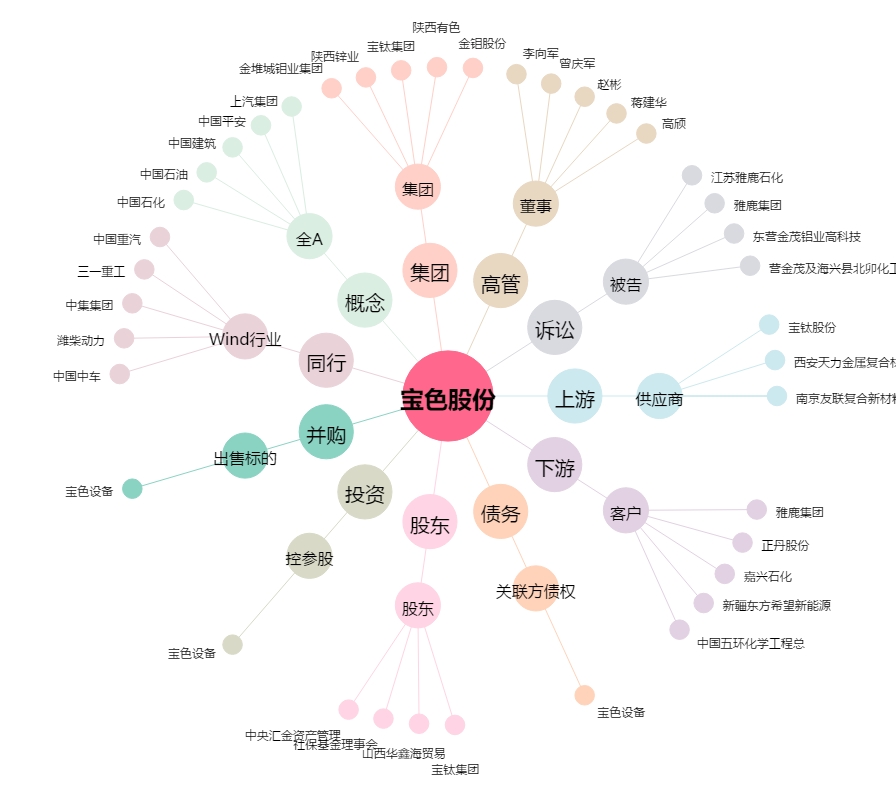 宝色股份
集团
集团
金堆城钼业集团
陕西锌业
宝钛集团
陕西有色
金钼股份
高管
董事
李向军
曾庆军
赵彬
蒋建华
高颀
诉讼
被告
江苏雅鹿石化
雅鹿集团
东营金茂铝业高科技
营金茂及海兴县北卯化工
上游
供应商
宝钛股份
西安天力金属复合材
南京友联复合新材料
下游
客户
雅鹿集团
正丹股份
嘉兴石化
新疆东方希望新能源
中国五环化学工程总
债务
关联方债权
宝色设备
股东
股东
宝钛集团
山西华鑫海贸易
社保基金理事会
中央汇金资产管理
投资
控参股
宝色设备
并购
出售标的
宝色设备
同行
Wind行业
中国中车
潍柴动力
中集集团
三一重工
中国重汽
概念
全A
中国石化
中国石油
中国建筑
中国平安
上汽集团